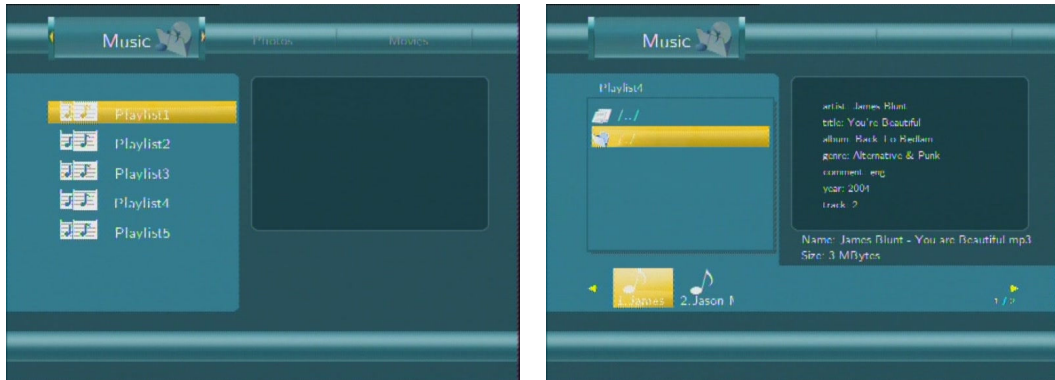 Music
Photos
Movies
Playlist1
Playlist2
Playlist3
Playlist4
Playlist5
Music
Playlist4
/../
/../
artist: James Blunt
title: You're Beautiful
album: Back To Bedlam
genre: Alternative & Punk
comment: eng
year: 2004
track: 2
Name: James Blunt - You are Beautiful mp3
Size: 3 MBytes
1.James
2.Jason M
1/2